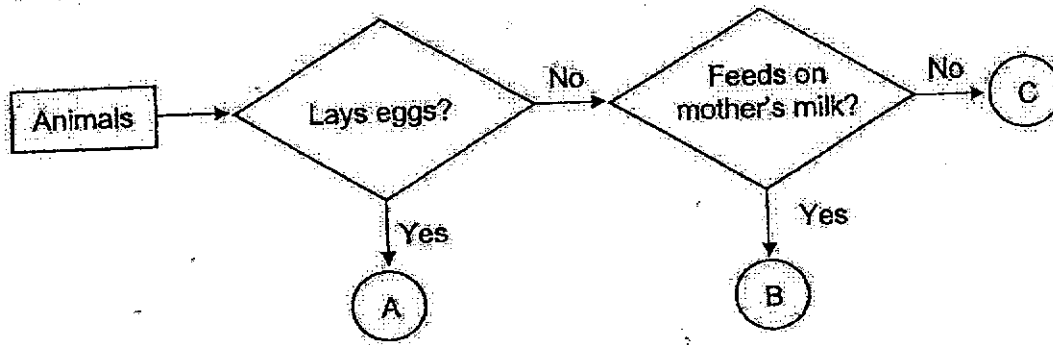 Animals
Lays eggs?
No
Feeds on
mother's milk?
No
C
Yes
A
Yes
B